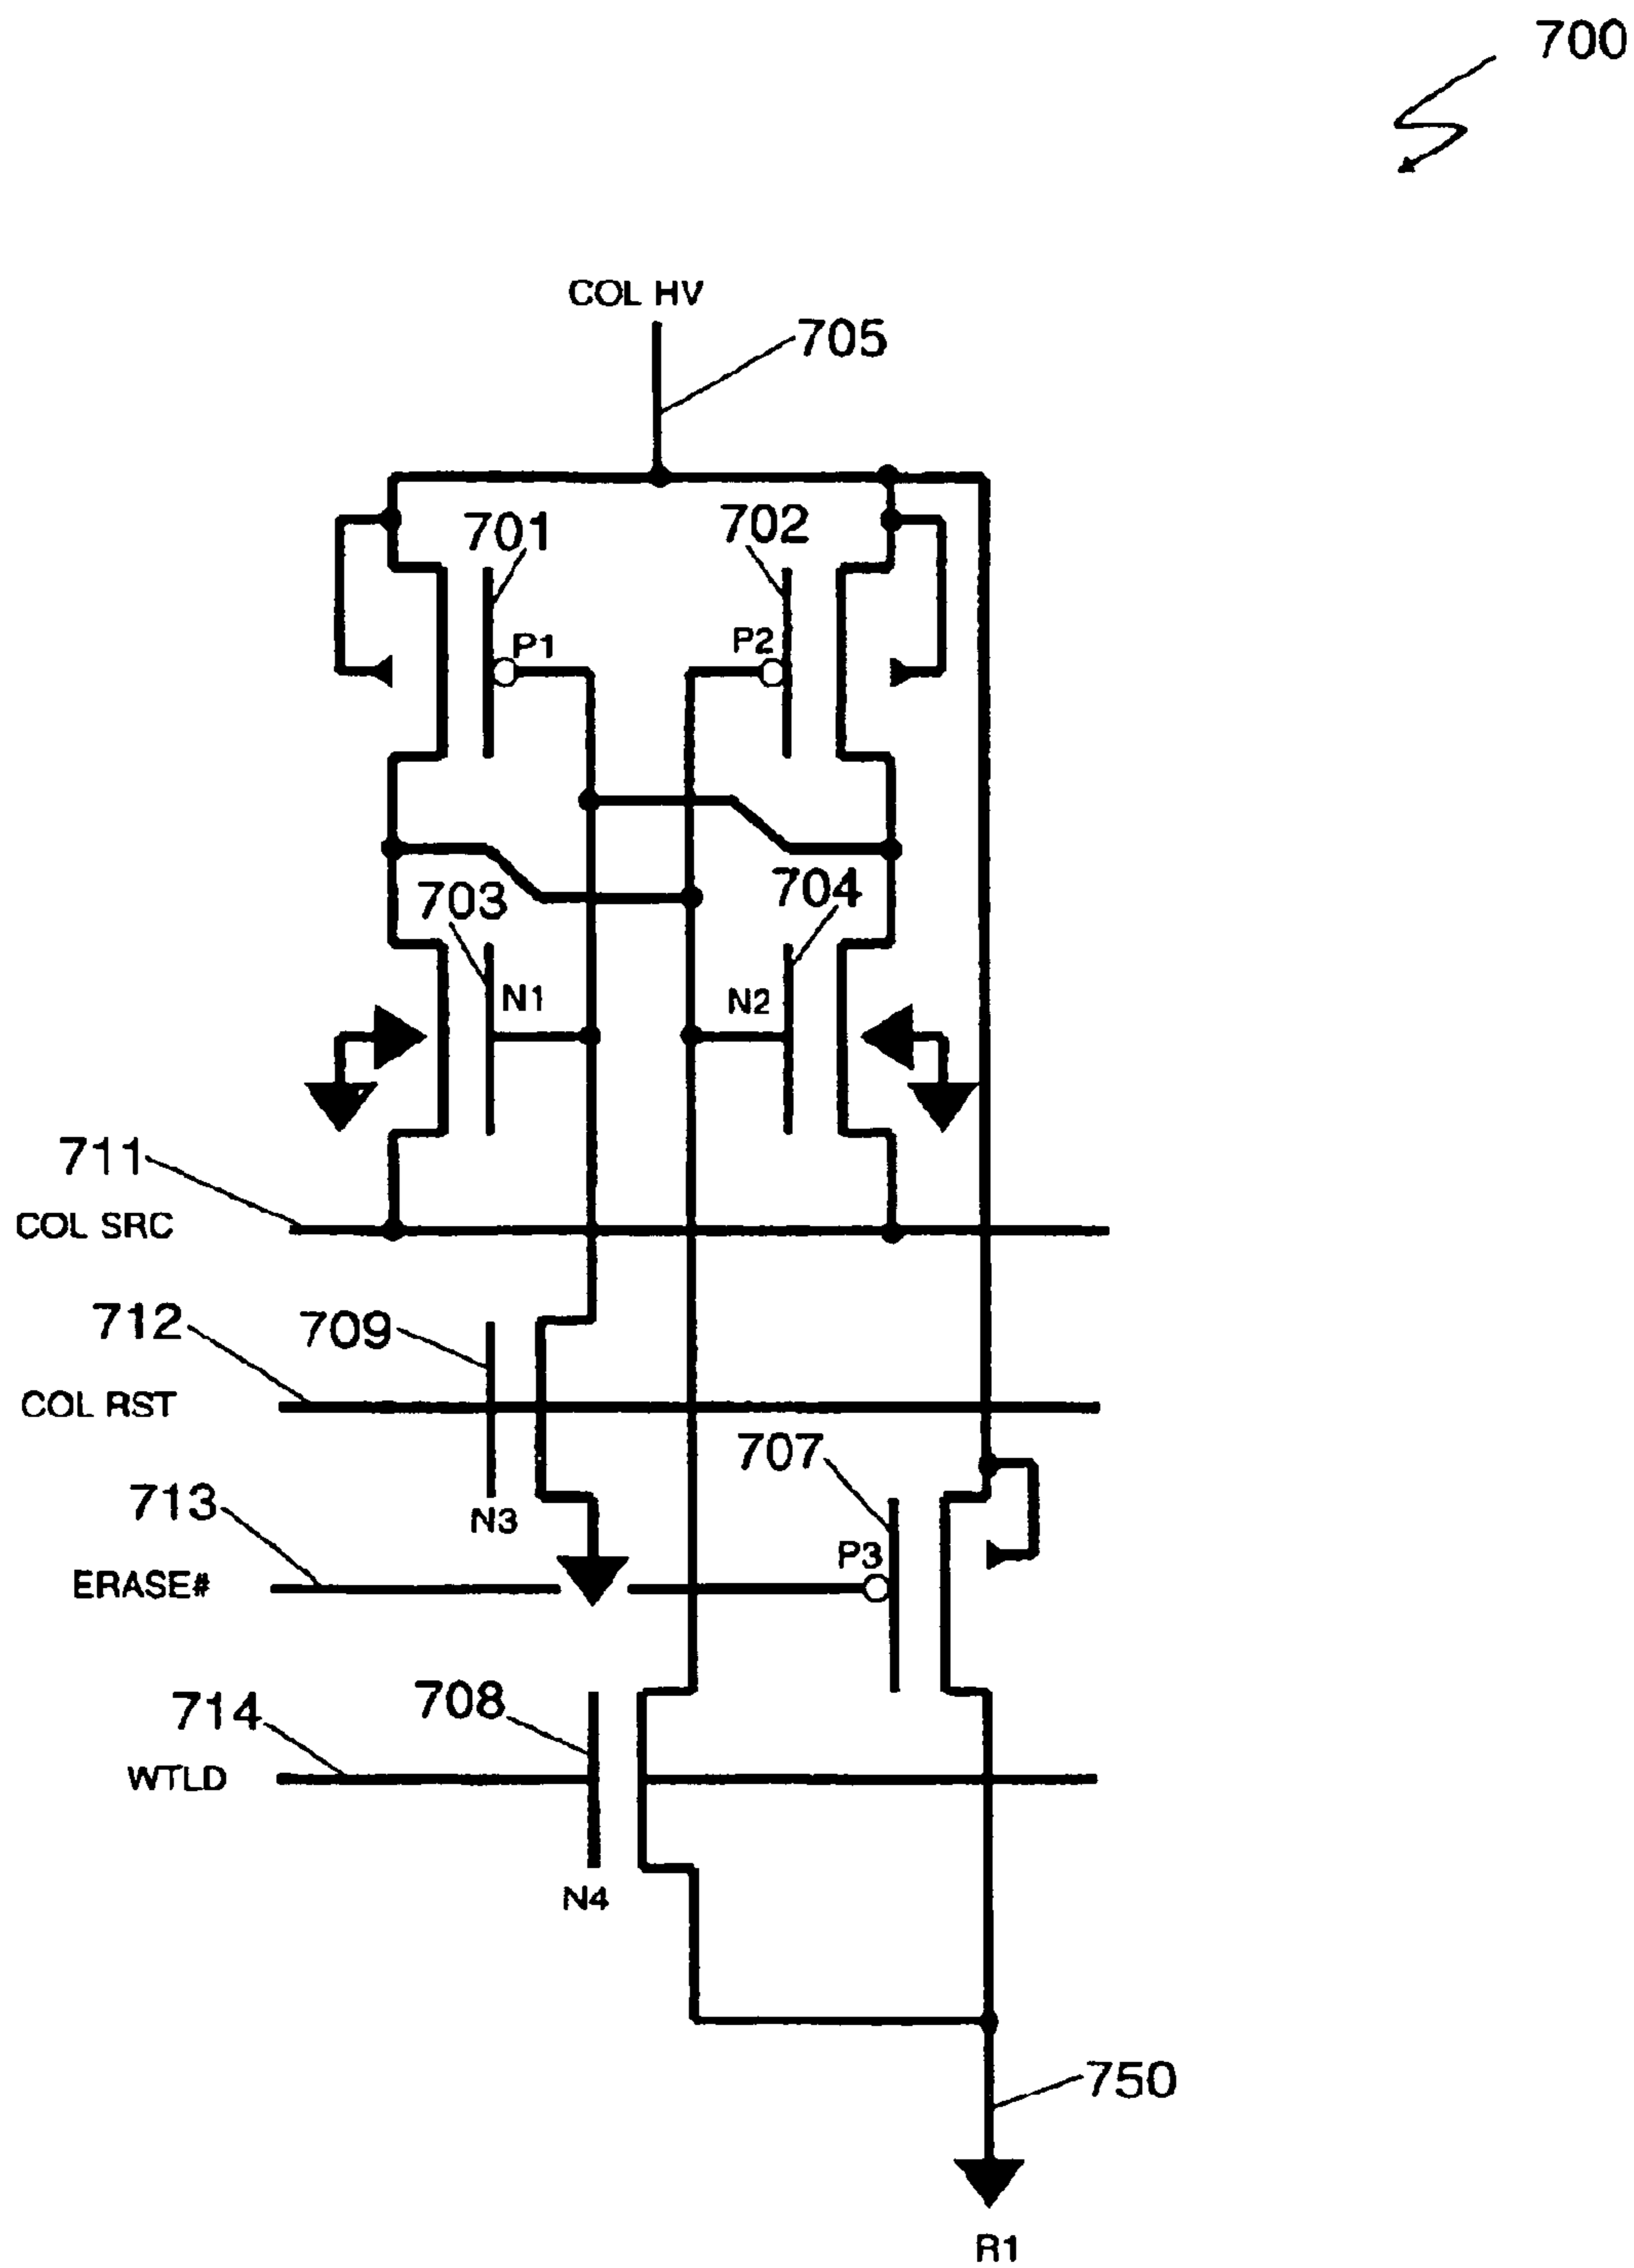 700
COL HV
705
701
702
P1
P2
703
704
N1
N2
711
COL SRC
712
709
COL RST
707
713
N3
P3
ERASE#
714
708
WTLD
N4
750
R1